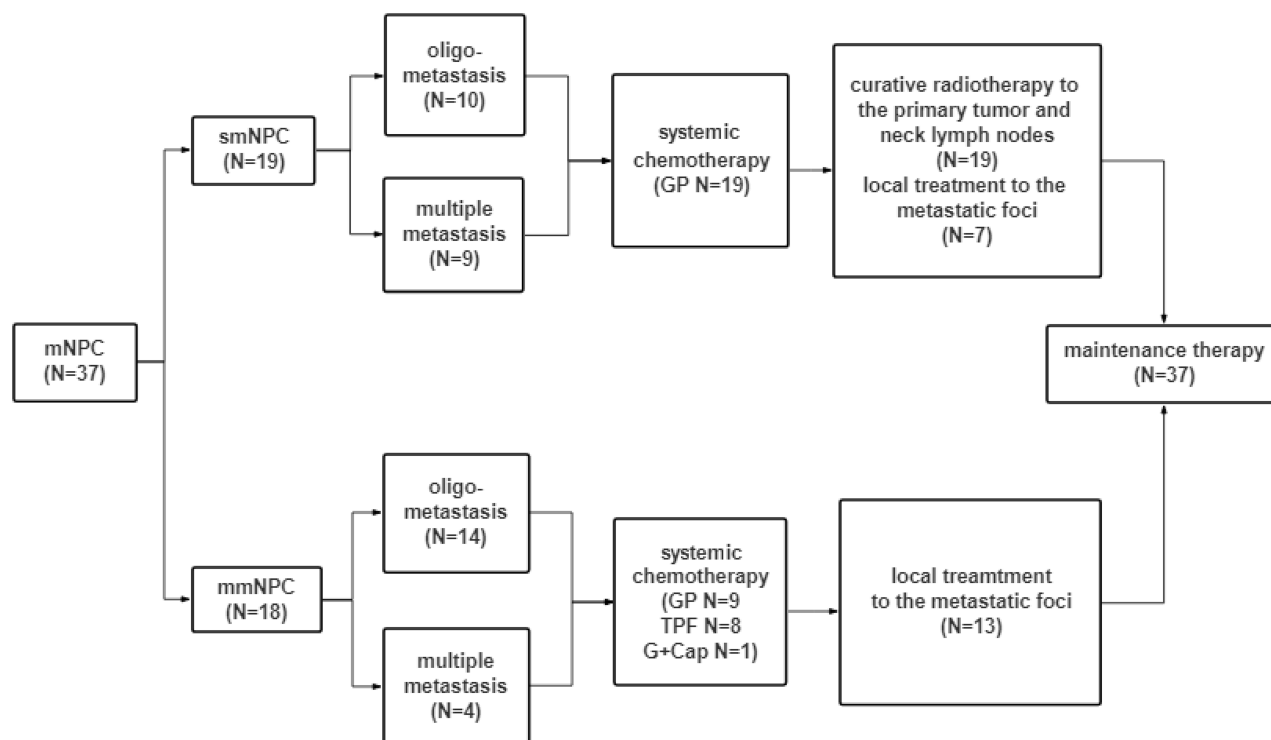 mNPC
(N=37)
smNPC
(N=19)
oligo-
metastasis
(N=10)
multiple
metastasis
(N=9)
systemic
chemotherapy
(GP N=19)
curative radiotherapy to
the primary tumor and
neck lymph nodes
(N=19)
local treatment to the
metastatic foci
(N=7)
mmNPC
(N=18)
oligo-
metastasis
(N=14)
multiple
metastasis
(N=4)
systemic
chemotherapy
(GP N=9
TPF N=8
G+Cap N=1)
local treamtment
to the metastatic foci
(N=13)
maintenance therapy
(N=37)